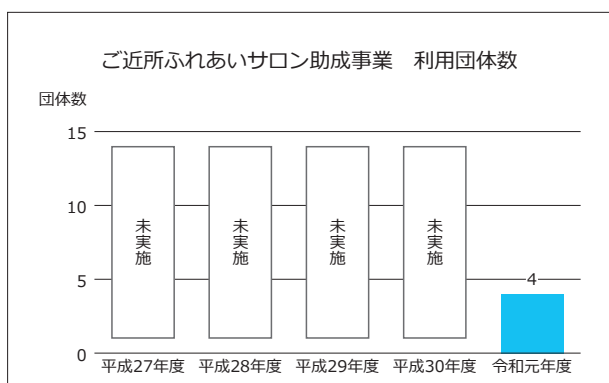 ご近所ふれあいサロン助成事業　利用団体数
団体数
15
10
5
0
未実施
未実施
未実施
未実施
4
平成27年度
平成28年度
平成29年度
平成30年度
令和元年度